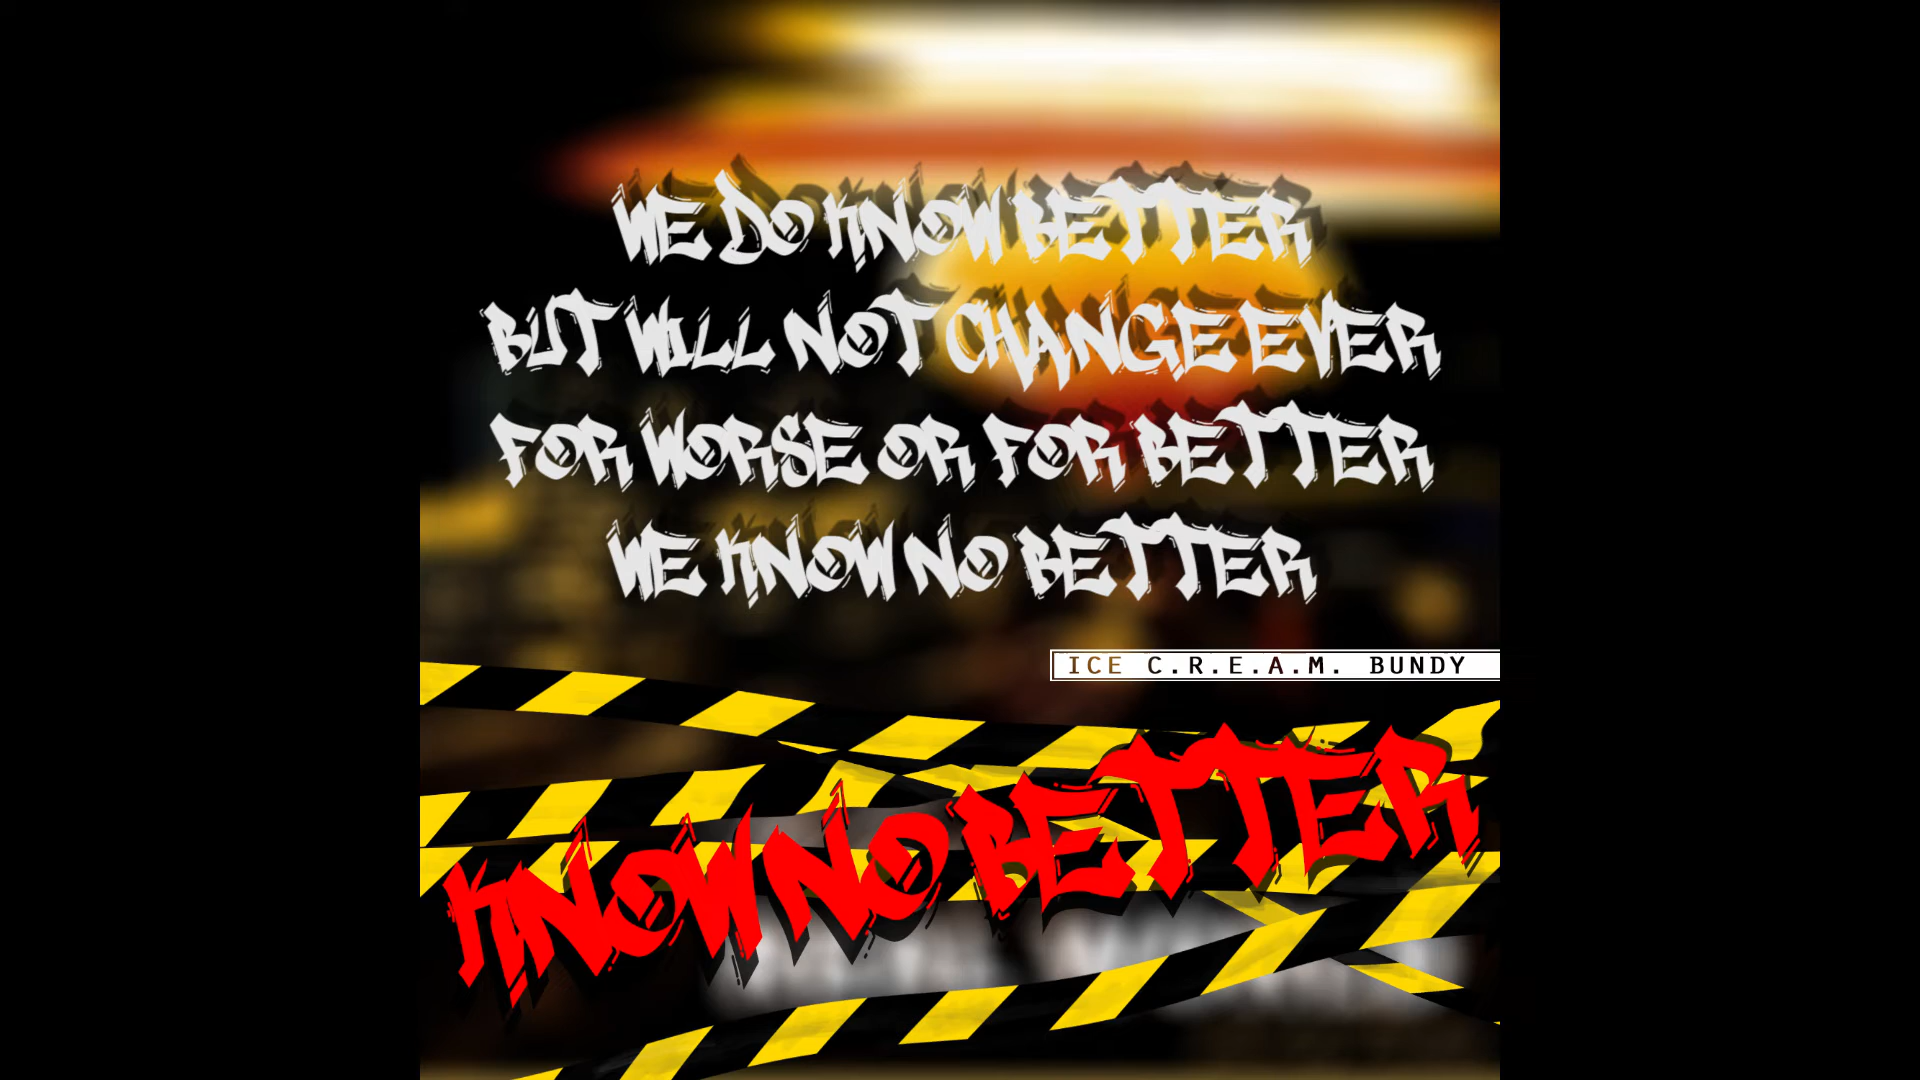 WE DO KNOW BETTER
BUT WILL NOT CHANGE EVER
FOR WORSE OR FOR BETTER
WE KNOW NO BETTER
ICE C.R.E.A.M. BUNDY
KNOW NO BETTER